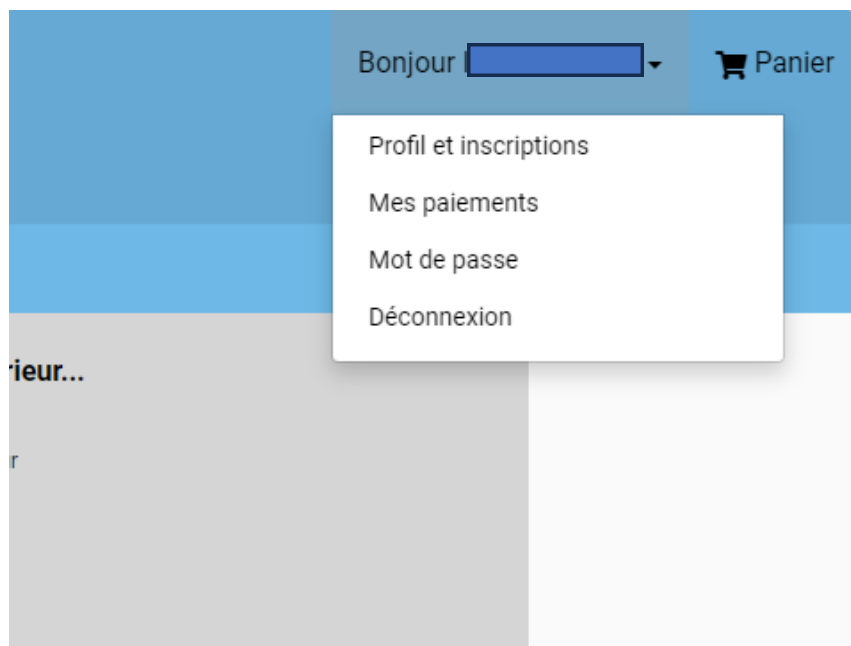 Bonjour
Panier
Profil et inscriptions
Mes paiements
Mot de passe
Déconnexion
rieur...
r